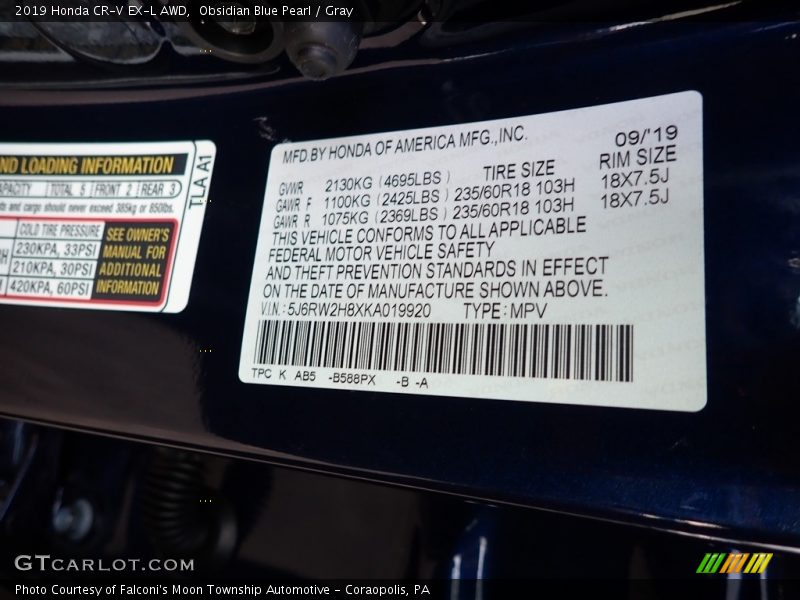 2019 Honda CR-V EX-L AWD, Obsidian Blue Pearl / Gray
ND LOADING INFORMATION
TOTAL 5 FRONT 2 REAR 3
and cargo should never exceed 385kg or 850lbs.
COLD TIRE PRESSURE
230KPA, 33PSI
210KPA, 30PSI
420KPA, 60PSI
SEE OWNER'S
MANUAL FOR
ADDITIONAL
INFORMATION
TLA A1
MFD.BY HONDA OF AMERICA MFG.,INC. 09/'19
GVWR 2130KG (4695LBS ) TIRE SIZE RIM SIZE
GAWR F 1100KG (2425LBS ) 235/60R18 103H 18X7.5J
GAWR R 1075KG (2369LBS ) 235/60R18 103H 18X7.5J
THIS VEHICLE CONFORMS TO ALL APPLICABLE
FEDERAL MOTOR VEHICLE SAFETY
AND THEFT PREVENTION STANDARDS IN EFFECT
ON THE DATE OF MANUFACTURE SHOWN ABOVE.
V.I.N.:5J6RW2H8XKA019920 TYPE:MPV
TPC K AB5 -B588PX -B -A
GTCARLOT.COM
Photo Courtesy of Falconi's Moon Township Automotive - Coraopolis, PA